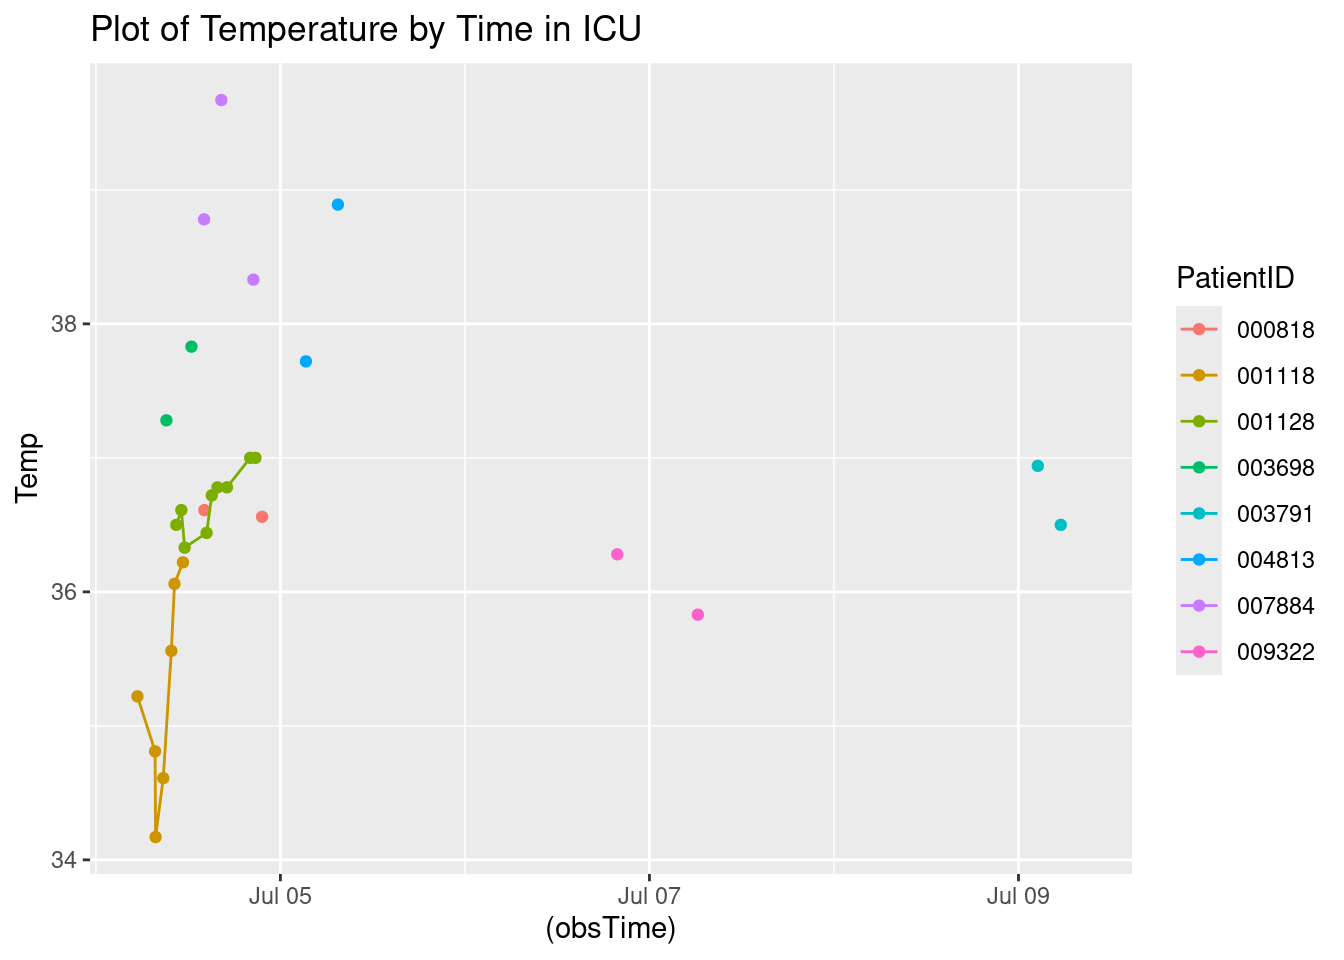 Plot of Temperature by Time in ICU
38
36
34
Temp
Jul 05 Jul 07 Jul 09
(obsTime)
PatientID
000818
001118
001128
003698
003791
004813
007884
009322